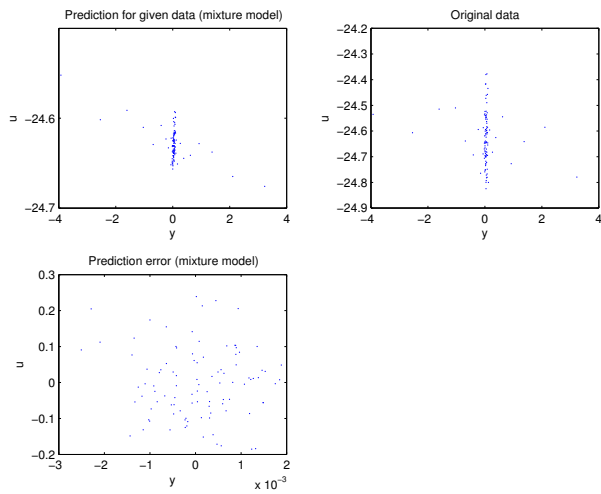 Prediction for given data (mixture model)
u
−24.6
−24.7
−4 −2 0 2 4
y
Original data
u
−24.2
−24.3
−24.4
−24.5
−24.6
−24.7
−24.8
−24.9
−4 −2 0 2 4
y
Prediction error (mixture model)
u
0.3
0.2
0.1
0
−0.1
−0.2
−3 −2 −1 0 1 2
y
x 10⁻³